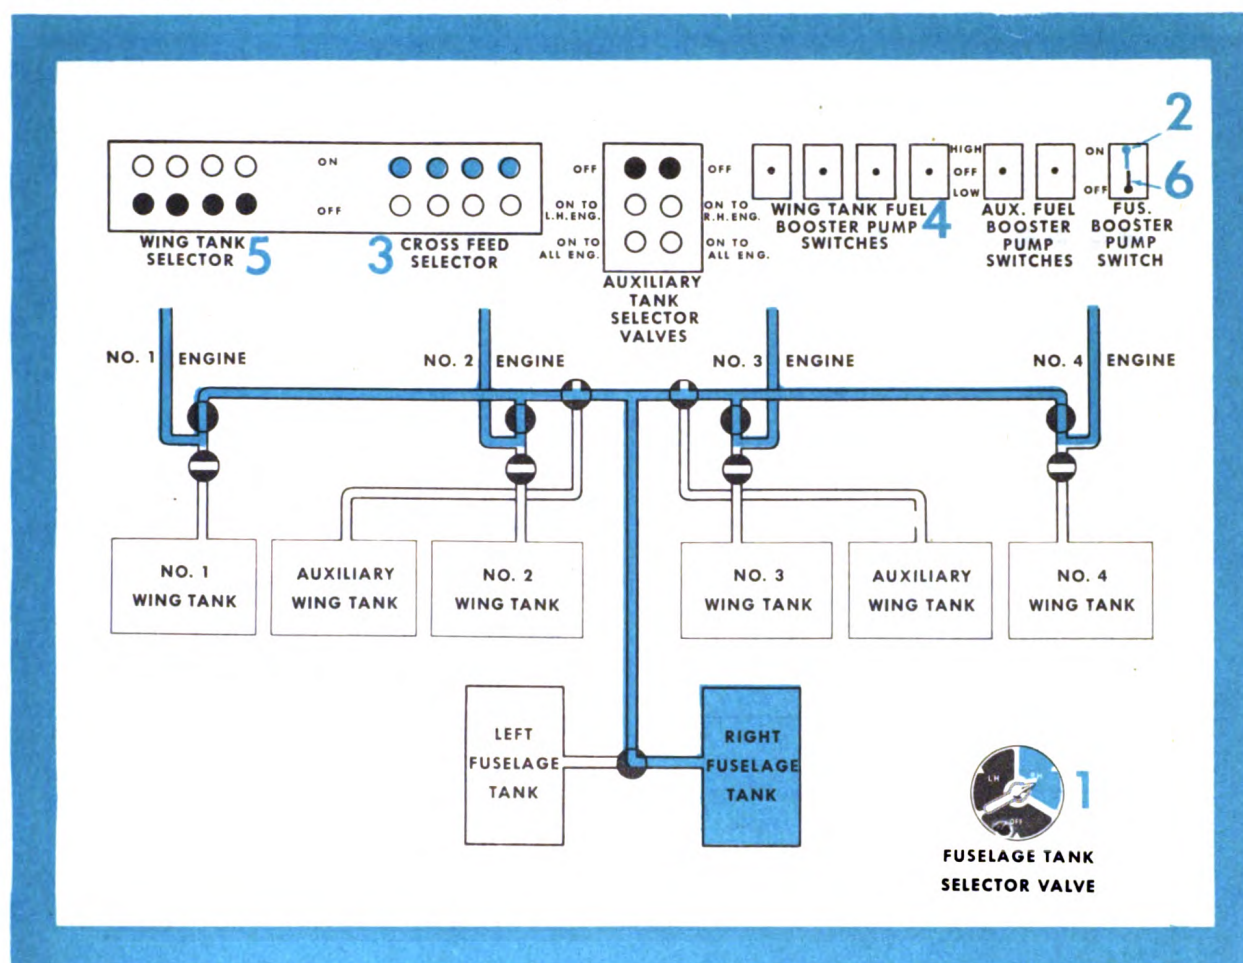 2
HIGH
ON
ON
OFF
OFF
OFF
6
OFF
ON TO
L.H. ENG.
ON TO
R.H. ENG.
LOW
OFF
WING TANK FUEL
BOOSTER PUMP
SWITCHES
4
AUX. FUEL
BOOSTER
PUMP
SWITCHES
FUS.
BOOSTER
PUMP
SWITCH
WING TANK
SELECTOR
5
3
CROSS FEED
SELECTOR
ON TO
ALL ENG.
ON TO
ALL ENG.
AUXILIARY
TANK
SELECTOR
VALVES
NO. 1 ENGINE
NO. 2 ENGINE
NO. 3 ENGINE
NO. 4 ENGINE
NO. 1
WING TANK
AUXILIARY
WING TANK
NO. 2
WING TANK
NO. 3
WING TANK
AUXILIARY
WING TANK
NO. 4
WING TANK
LEFT
FUSELAGE
TANK
RIGHT
FUSELAGE
TANK
LH
RH
OFF
1
FUSELAGE TANK
SELECTOR VALVE